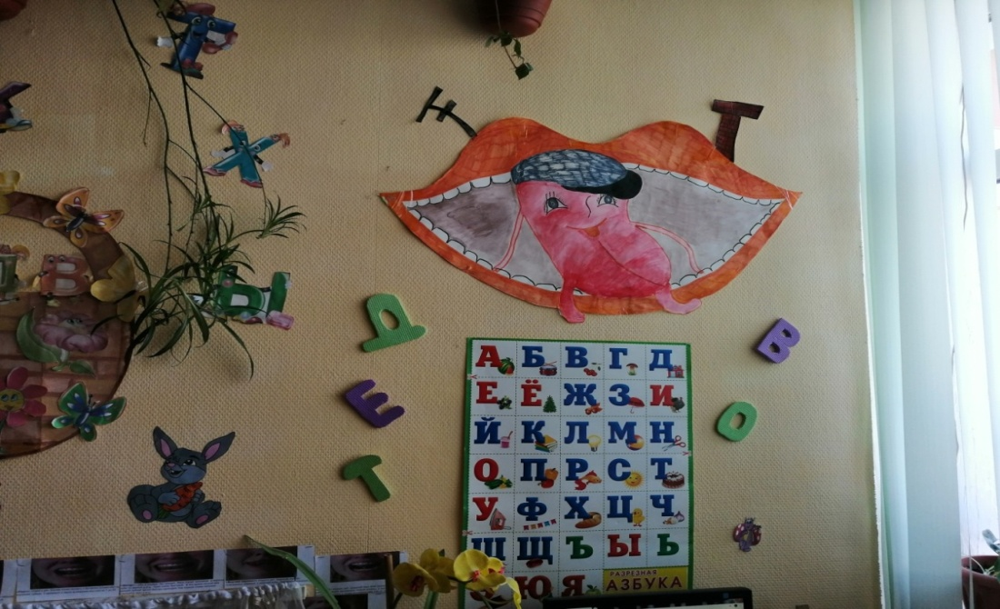 Г
Н Т
Х
В
Ы
Д
Е
Т
В
О
А Б В Г Д
Е Ё Ж З И
Й К Л М Н
О П Р С Т
У Ф Х Ц Ч
Ш Щ Ъ Ы Ь
Ю Я РАЗРЕЗНАЯ
АЗБУКА